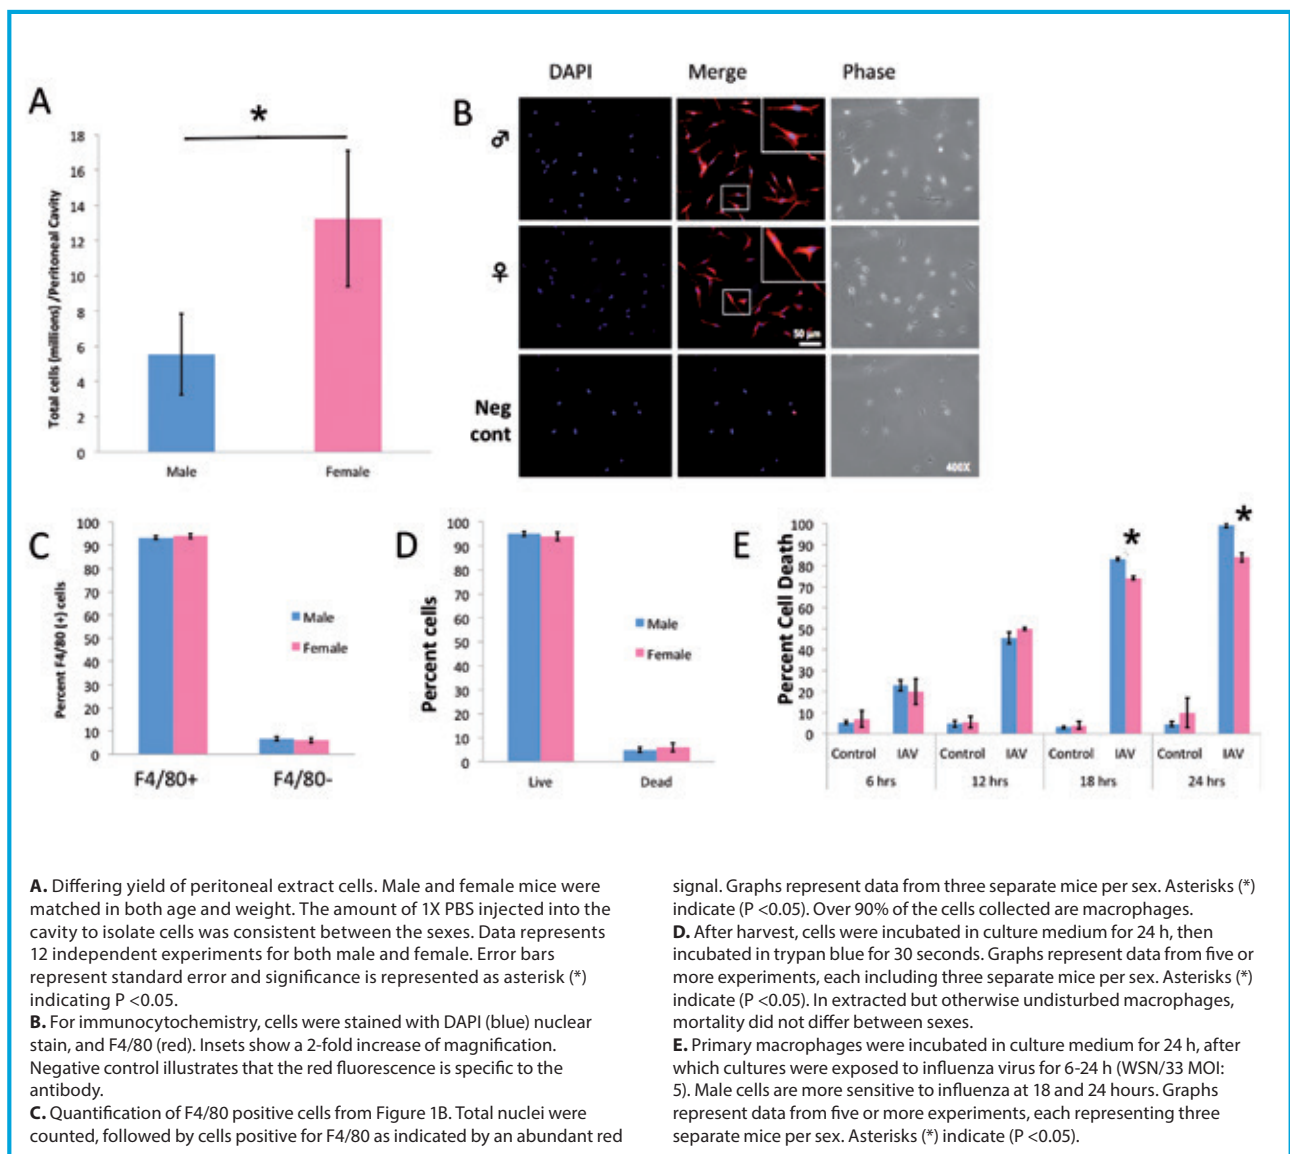 A
*
18
16
14
12
10
8
6
4
2
0
Total cells (millions) /Peritoneal Cavity
Male
Female
B
DAPI
Merge
Phase
♂
♀
50 µm
Neg
cont
400X
C
100
90
80
70
60
50
40
30
20
10
0
Percent F4/80 (+) cells
Male
Female
F4/80+
F4/80-
D
100
90
80
70
60
50
40
30
20
10
0
Percent cells
Male
Female
Live
Dead
E
100
90
80
70
60
50
40
30
20
10
0
Percent Cell Death
*
*
Control IAV Control IAV Control IAV Control IAV
6 hrs 12 hrs 18 hrs 24 hrs
A. Differing yield of peritoneal extract cells. Male and female mice were
matched in both age and weight. The amount of 1X PBS injected into the
cavity to isolate cells was consistent between the sexes. Data represents
12 independent experiments for both male and female. Error bars
represent standard error and significance is represented as asterisk (*)
indicating P <0.05.
B. For immunocytochemistry, cells were stained with DAPI (blue) nuclear
stain, and F4/80 (red). Insets show a 2-fold increase of magnification.
Negative control illustrates that the red fluorescence is specific to the
antibody.
C. Quantification of F4/80 positive cells from Figure 1B. Total nuclei were
counted, followed by cells positive for F4/80 as indicated by an abundant red
signal. Graphs represent data from three separate mice per sex. Asterisks (*)
indicate (P <0.05). Over 90% of the cells collected are macrophages.
D. After harvest, cells were incubated in culture medium for 24 h, then
incubated in trypan blue for 30 seconds. Graphs represent data from five or
more experiments, each including three separate mice per sex. Asterisks (*)
indicate (P <0.05). In extracted but otherwise undisturbed macrophages,
mortality did not differ between sexes.
E. Primary macrophages were incubated in culture medium for 24 h, after
which cultures were exposed to influenza virus for 6-24 h (WSN/33 MOI:
5). Male cells are more sensitive to influenza at 18 and 24 hours. Graphs
represent data from five or more experiments, each representing three
separate mice per sex. Asterisks (*) indicate (P <0.05).